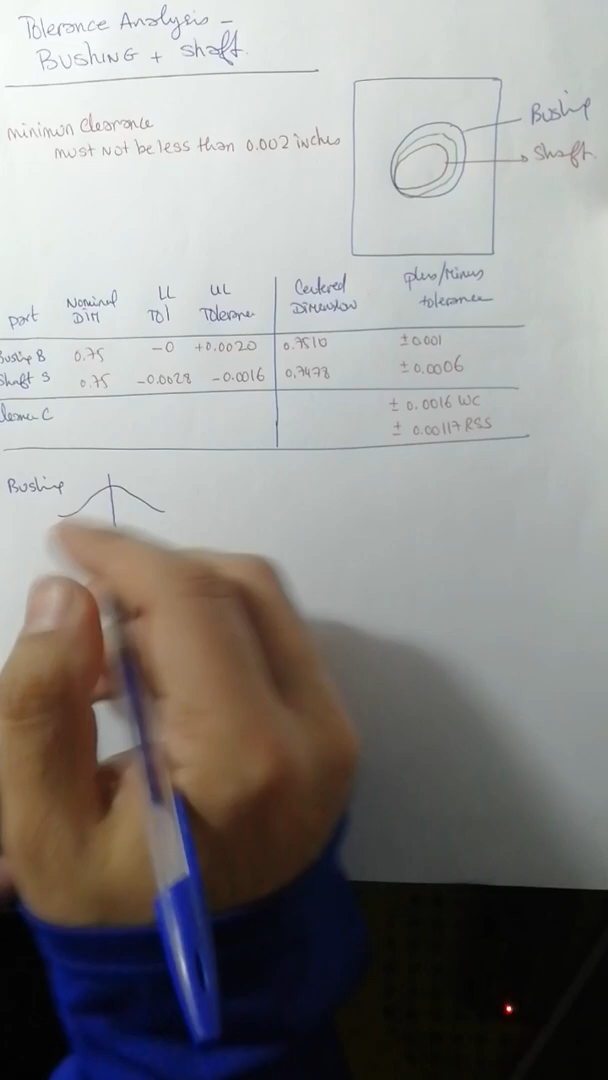 Tolerance Analysis -
BUSHING + Shaft.
minimun clearance
must not be less than 0.002 inches
Bushing
Shaft.
part Nominal DIM LL Tol UL Tolerance Centered Dimension plus/Minus tolerance
Bushing B 0.75 -0 +0.0020 0.7510 ±0.001
Shaft S 0.75 -0.0028 -0.0016 0.7478 ±0.0006
C ± 0.0016 WC
± 0.00117 RSS
Bushing